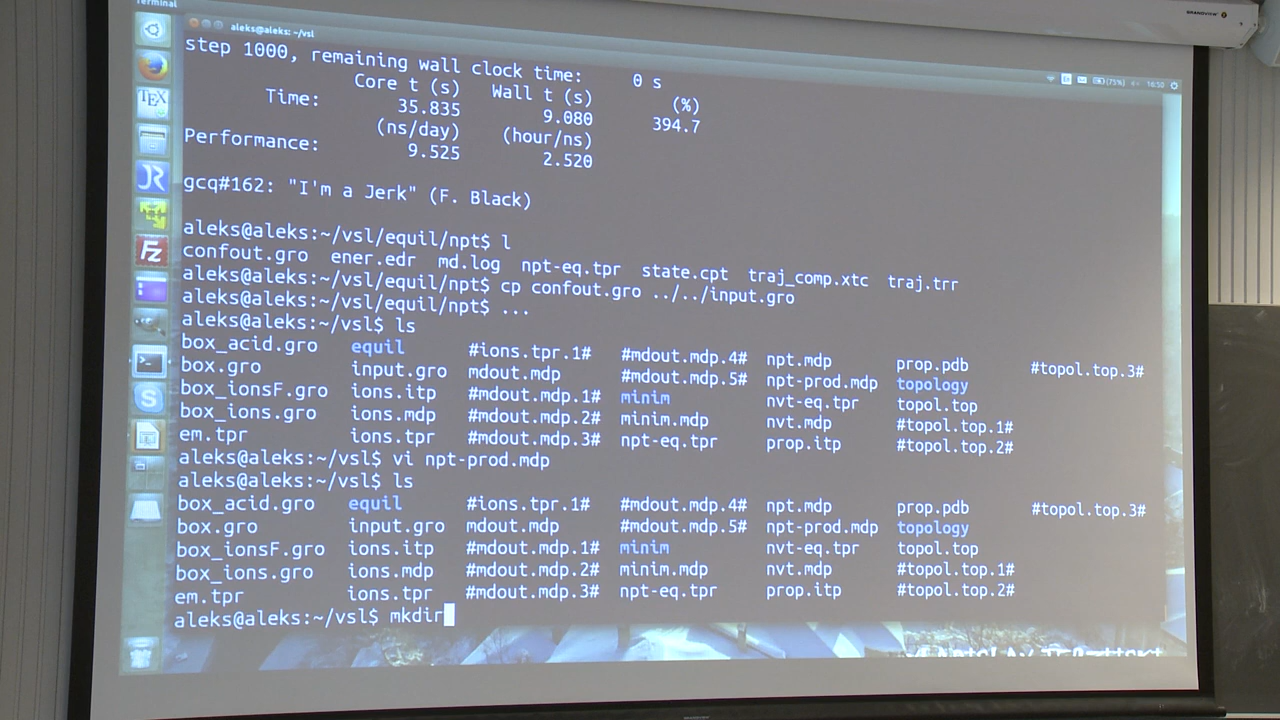 BRANDVIEW
Terminal
aleks@aleks: ~/vsl
(75%) 16:50
step 1000, remaining wall clock time: 0 s
Core t (s) Wall t (s) (%)
Time: 35.835 9.080 394.7
(ns/day) (hour/ns)
Performance: 9.525 2.520
gcq#162: "I'm a Jerk" (F. Black)
aleks@aleks:~/vsl/equil/npt$ l
confout.gro ener.edr md.log npt-eq.tpr state.cpt traj_comp.xtc traj.trr
aleks@aleks:~/vsl/equil/npt$ cp confout.gro ../../input.gro
aleks@aleks:~/vsl/equil/npt$ ...
aleks@aleks:~/vsl$ ls
box_acid.gro equil #ions.tpr.1# #mdout.mdp.4# npt.mdp prop.pdb #topol.top.3#
box.gro input.gro mdout.mdp #mdout.mdp.5# npt-prod.mdp topology
box_ionsF.gro ions.itp #mdout.mdp.1# minim nvt-eq.tpr topol.top
box_ions.gro ions.mdp #mdout.mdp.2# minim.mdp nvt.mdp #topol.top.1#
em.tpr ions.tpr #mdout.mdp.3# npt-eq.tpr prop.itp #topol.top.2#
aleks@aleks:~/vsl$ vi npt-prod.mdp
aleks@aleks:~/vsl$ ls
box_acid.gro equil #ions.tpr.1# #mdout.mdp.4# npt.mdp prop.pdb #topol.top.3#
box.gro input.gro mdout.mdp #mdout.mdp.5# npt-prod.mdp topology
box_ionsF.gro ions.itp #mdout.mdp.1# minim nvt-eq.tpr topol.top
box_ions.gro ions.mdp #mdout.mdp.2# minim.mdp nvt.mdp #topol.top.1#
em.tpr ions.tpr #mdout.mdp.3# npt-eq.tpr prop.itp #topol.top.2#
aleks@aleks:~/vsl$ mkdir